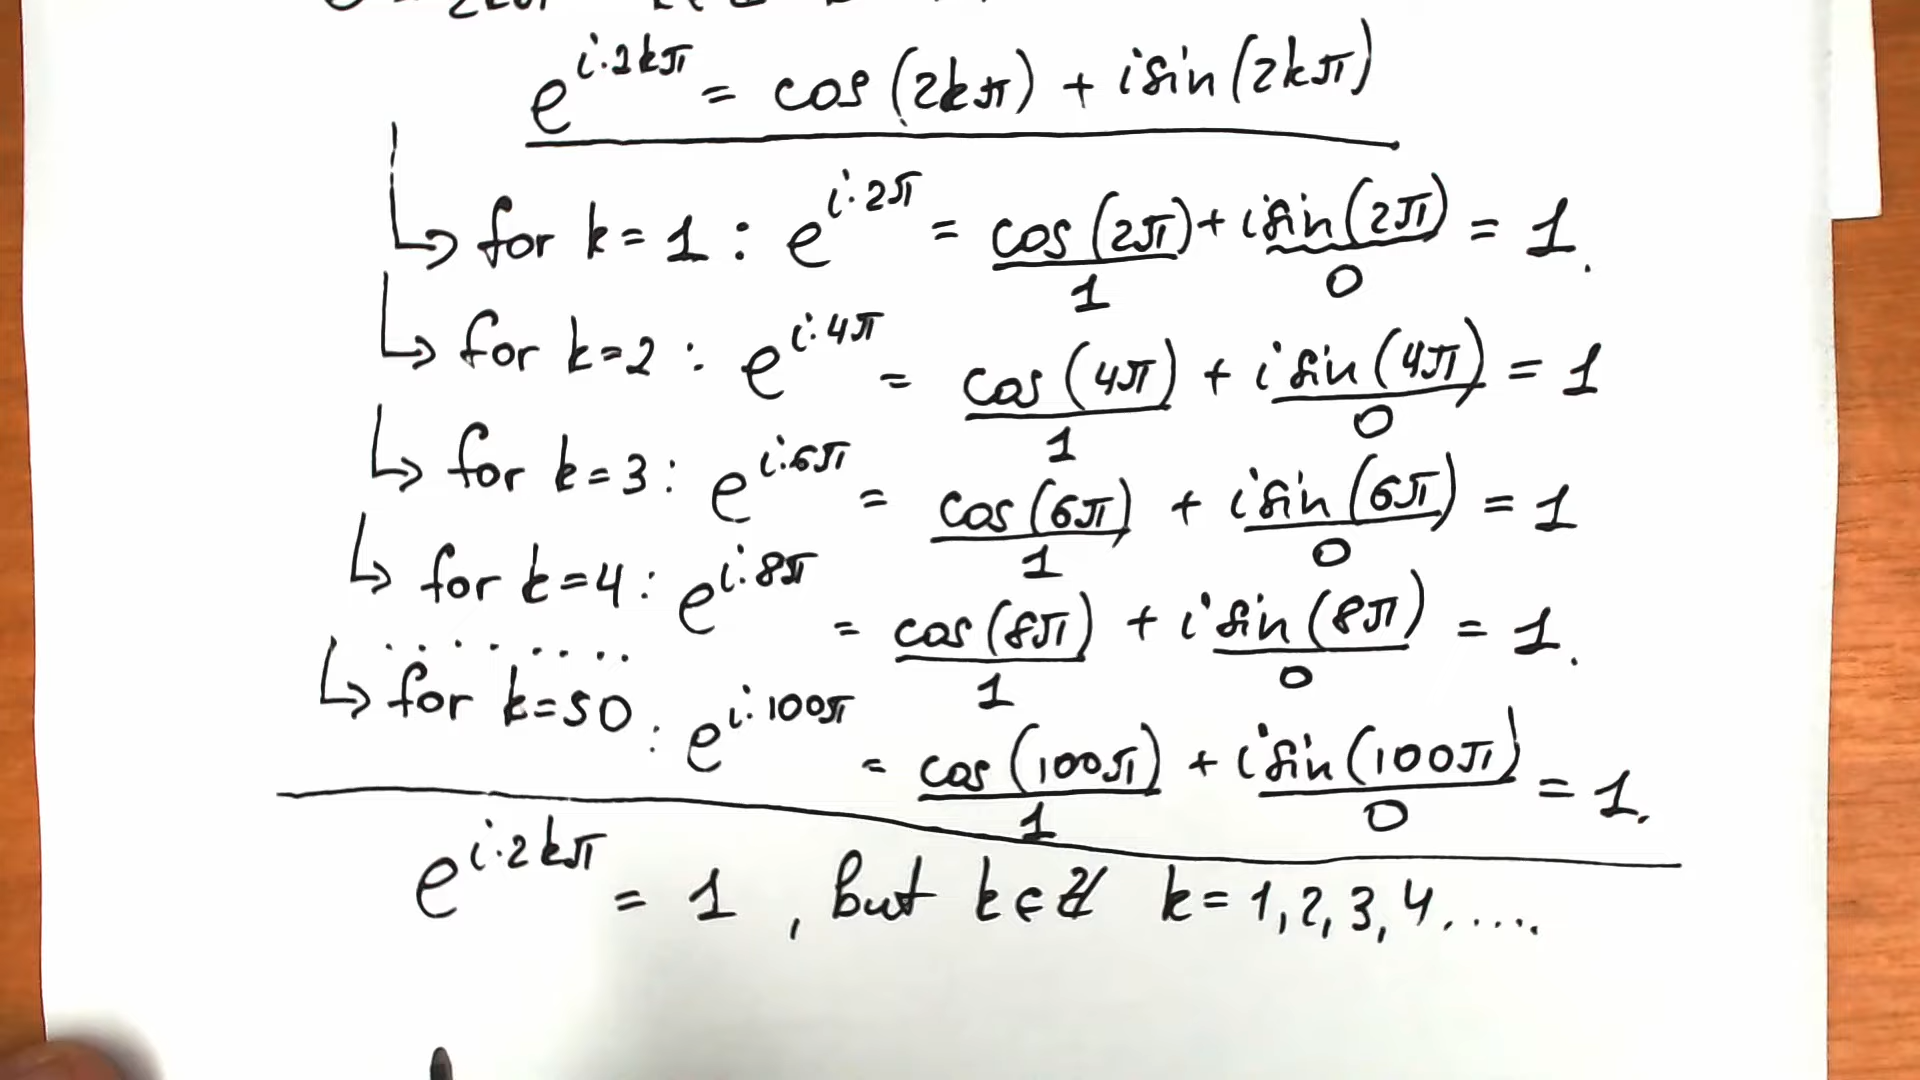 e^{i·2kπ} = cos(2kπ) + i sin(2kπ)
↳ for k=1 : e^{i·2π} = cos(2π) + i sin(2π) = 1.
1 0
↳ for k=2 : e^{i·4π} = cos(4π) + i sin(4π) = 1
1 0
↳ for k=3 : e^{i·6π} = cos(6π) + i sin(6π) = 1
1 0
↳ for k=4 : e^{i·8π} = cos(8π) + i sin(8π) = 1.
1 0
. . . . . . . .
↳ for k=50 : e^{i·100π} = cos(100π) + i sin(100π) = 1.
1 0
e^{i·2kπ} = 1 , but k∈ℤ k= 1, 2, 3, 4.....